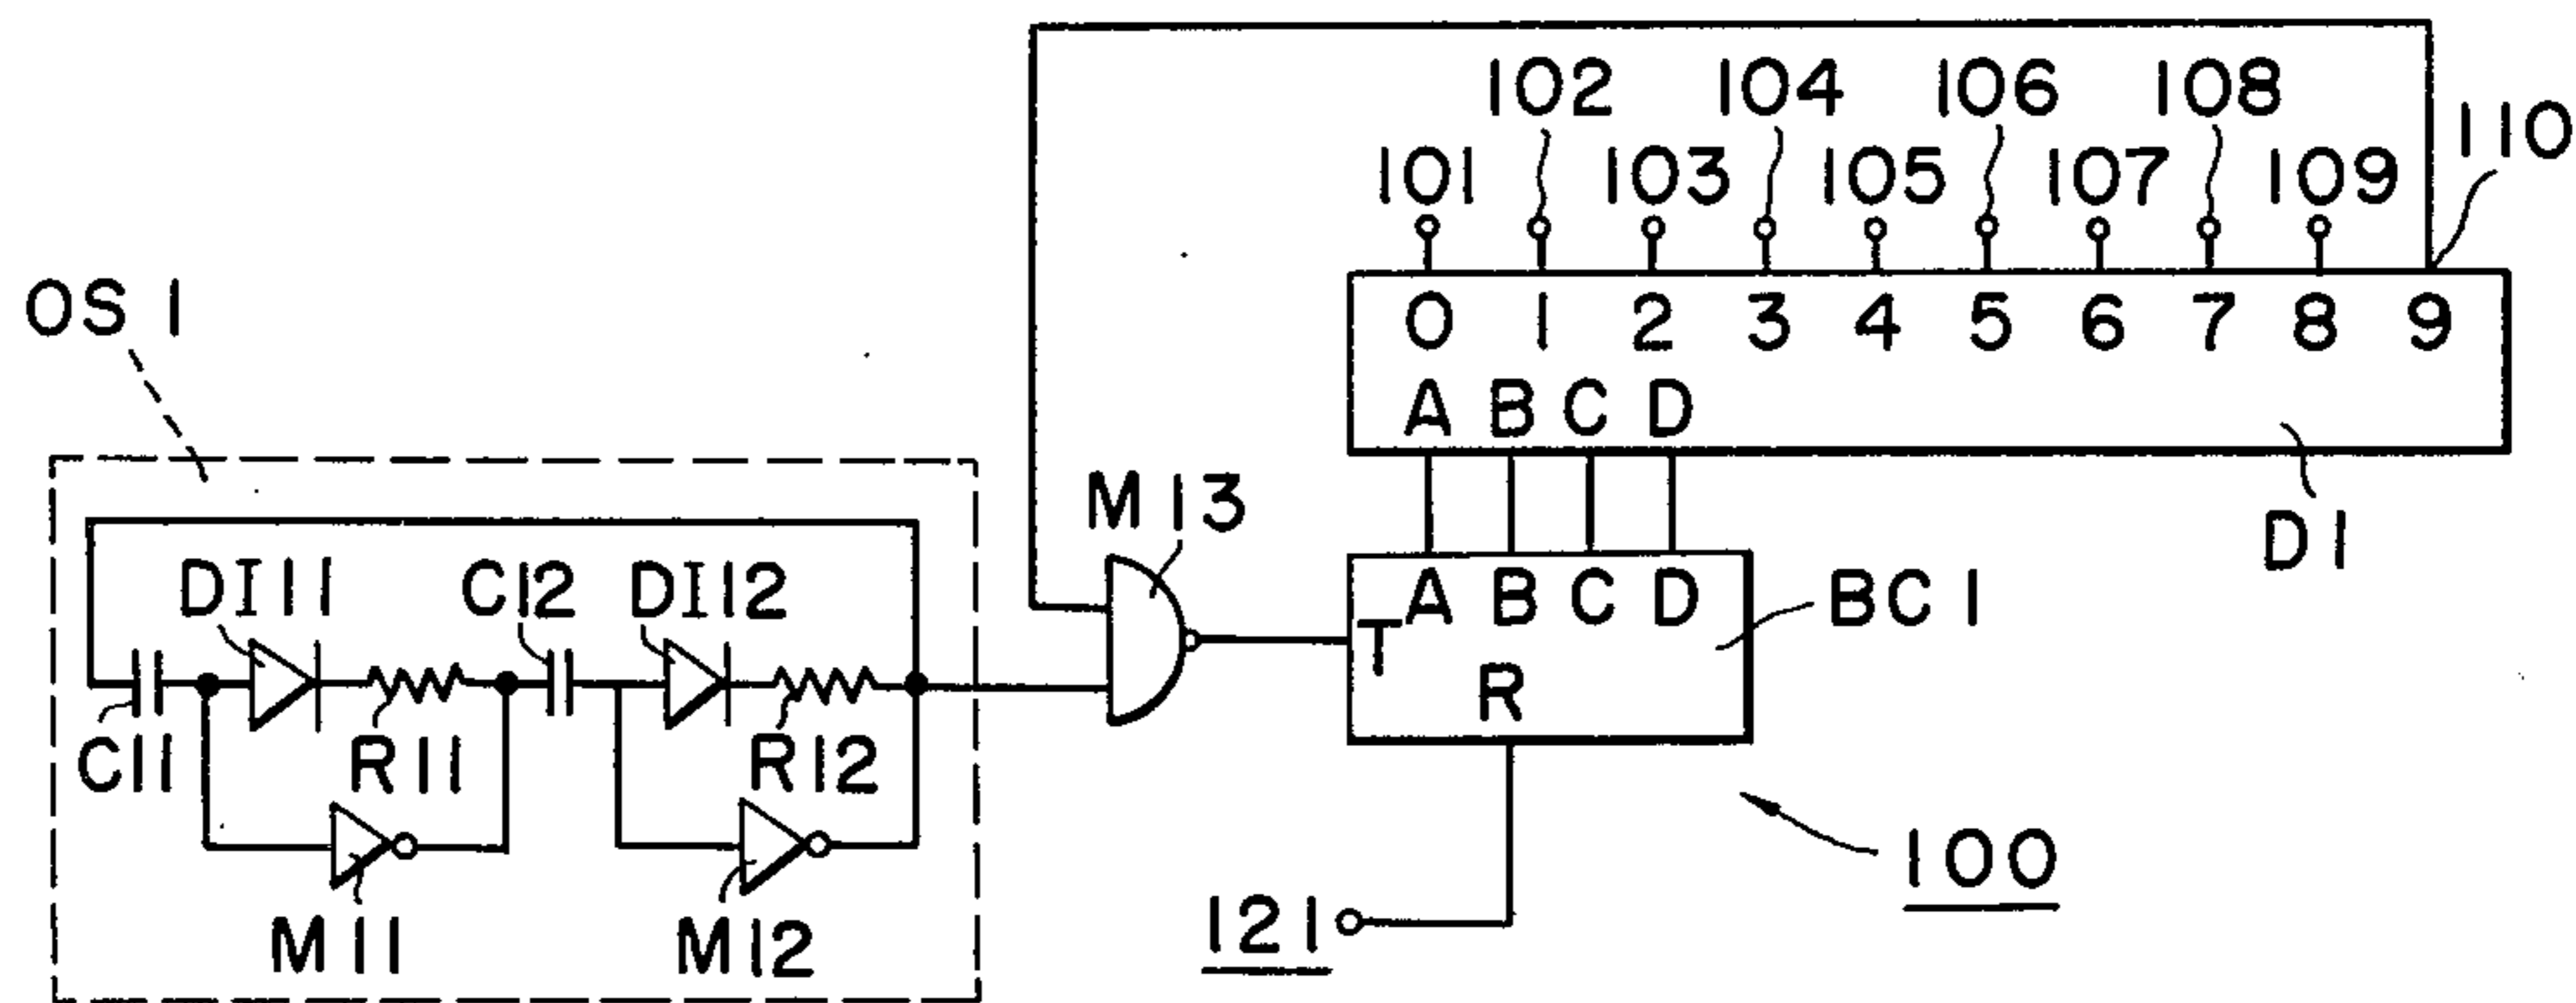 102 104 106 108 110
101 103 105 107 109
OS 1
0 1 2 3 4 5 6 7 8 9
A B C D
D1
M13
DI11 C12 DI12
T A B C D
BC1
R
C11 R11 R12
100
121
M11 M12